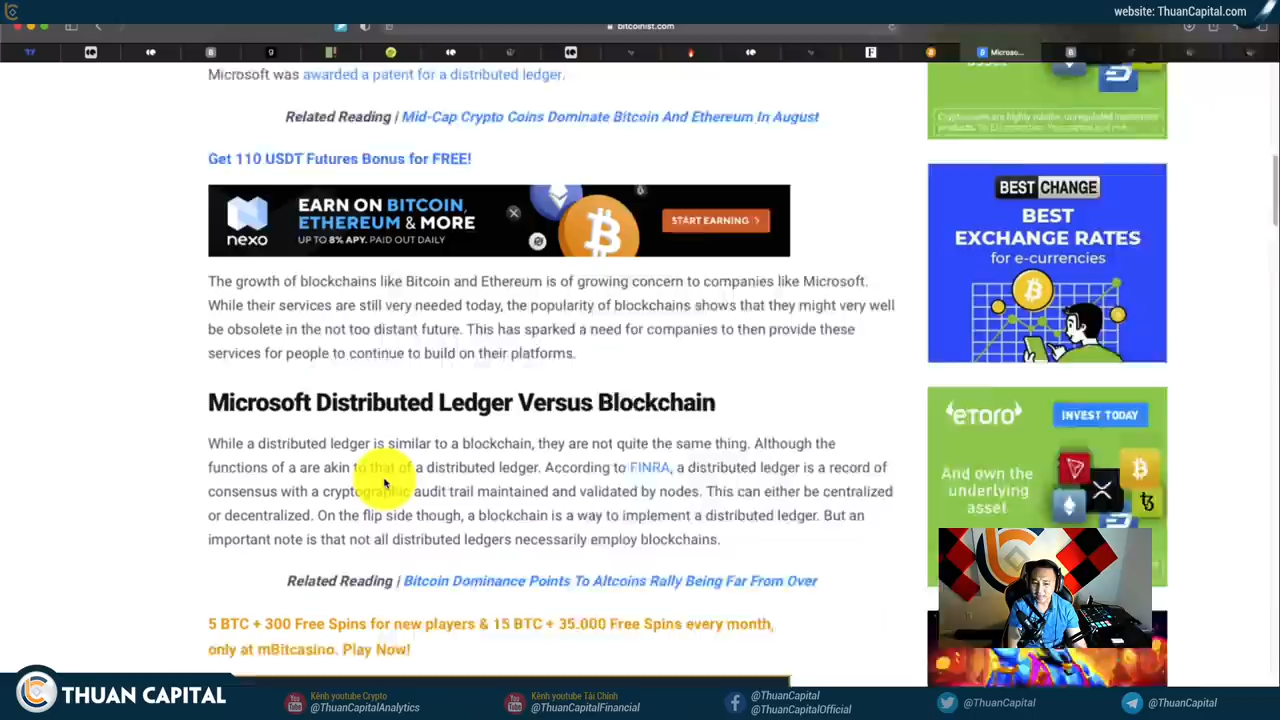 website: ThuanCapital.com
bitcoinist.com
Microso...
Microsoft was awarded a patent for a distributed ledger.
Related Reading | Mid-Cap Crypto Coins Dominate Bitcoin And Ethereum In August
Get 110 USDT Futures Bonus for FREE!
nexo
EARN ON BITCOIN,
ETHEREUM & MORE
UP TO 8% APY. PAID OUT DAILY
START EARNING >
The growth of blockchains like Bitcoin and Ethereum is of growing concern to companies like Microsoft.
While their services are still very needed today, the popularity of blockchains shows that they might very well
be obsolete in the not too distant future. This has sparked a need for companies to then provide these
services for people to continue to build on their platforms.
Microsoft Distributed Ledger Versus Blockchain
While a distributed ledger is similar to a blockchain, they are not quite the same thing. Although the
functions of a are akin to that of a distributed ledger. According to FINRA, a distributed ledger is a record of
consensus with a cryptographic audit trail maintained and validated by nodes. This can either be centralized
or decentralized. On the flip side though, a blockchain is a way to implement a distributed ledger. But an
important note is that not all distributed ledgers necessarily employ blockchains.
Related Reading | Bitcoin Dominance Points To Altcoins Rally Being Far From Over
5 BTC + 300 Free Spins for new players & 15 BTC + 35.000 Free Spins every month,
only at mBitcasino. Play Now!
BEST CHANGE
BEST
EXCHANGE RATES
for e-currencies
eToro
INVEST TODAY
And own the
underlying
asset
THUAN CAPITAL
Kênh youtube Crypto
@ThuanCapitalAnalytics
Kênh youtube Tài Chính
@ThuanCapitalFinancial
@ThuanCapital
@ThuanCapitalOfficial
@ThuanCapital
@ThuanCapital